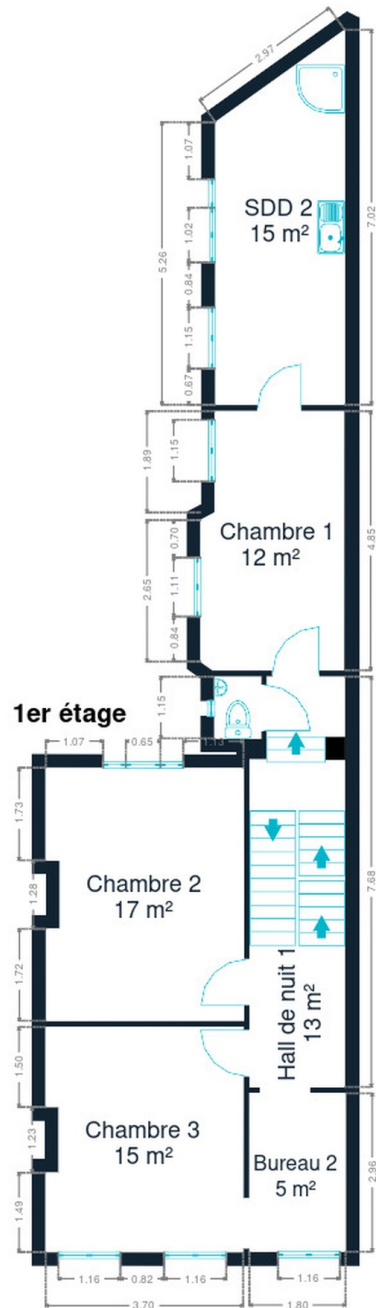 2.97
1.07
SDD 2
15 m²
7.02
5.26
1.02
0.84
1.15
0.67
1.89
1.15
Chambre 1
12 m²
4.85
0.70
2.65
1.11
0.84
1.15
1er étage
1.07
0.65
1.13
1.73
Chambre 2
17 m²
7.68
1.28
1.72
Hall de nuit 1
13 m²
1.50
Chambre 3
15 m²
1.23
Bureau 2
5 m²
2.96
1.49
1.16
0.82
1.16
1.16
3.70
1.80